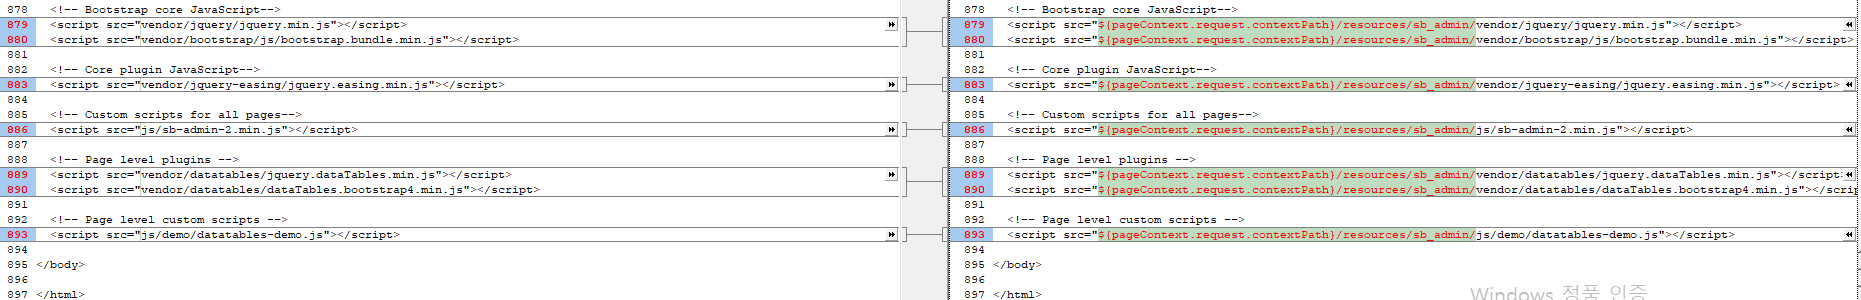 878 <!-- Bootstrap core JavaScript-->
879 <script src="vendor/jquery/jquery.min.js"></script>
880 <script src="vendor/bootstrap/js/bootstrap.bundle.min.js"></script>
881
882 <!-- Core plugin JavaScript-->
883 <script src="vendor/jquery-easing/jquery.easing.min.js"></script>
884
885 <!-- Custom scripts for all pages-->
886 <script src="js/sb-admin-2.min.js"></script>
887
888 <!-- Page level plugins -->
889 <script src="vendor/datatables/jquery.dataTables.min.js"></script>
890 <script src="vendor/datatables/dataTables.bootstrap4.min.js"></script>
891
892 <!-- Page level custom scripts -->
893 <script src="js/demo/datatables-demo.js"></script>
894
895 </body>
896
897 </html>
878 <!-- Bootstrap core JavaScript-->
879 <script src="${pageContext.request.contextPath}/resources/sb_admin/vendor/jquery/jquery.min.js"></script>
880 <script src="${pageContext.request.contextPath}/resources/sb_admin/vendor/bootstrap/js/bootstrap.bundle.min.js"></script>
881
882 <!-- Core plugin JavaScript-->
883 <script src="${pageContext.request.contextPath}/resources/sb_admin/vendor/jquery-easing/jquery.easing.min.js"></script>
884
885 <!-- Custom scripts for all pages-->
886 <script src="${pageContext.request.contextPath}/resources/sb_admin/js/sb-admin-2.min.js"></script>
887
888 <!-- Page level plugins -->
889 <script src="${pageContext.request.contextPath}/resources/sb_admin/vendor/datatables/jquery.dataTables.min.js"></script>
890 <script src="${pageContext.request.contextPath}/resources/sb_admin/vendor/datatables/dataTables.bootstrap4.min.js"></scrip
891
892 <!-- Page level custom scripts -->
893 <script src="${pageContext.request.contextPath}/resources/sb_admin/js/demo/datatables-demo.js"></script>
894
895 </body>
896
897 </html>
Windows 정품 인증